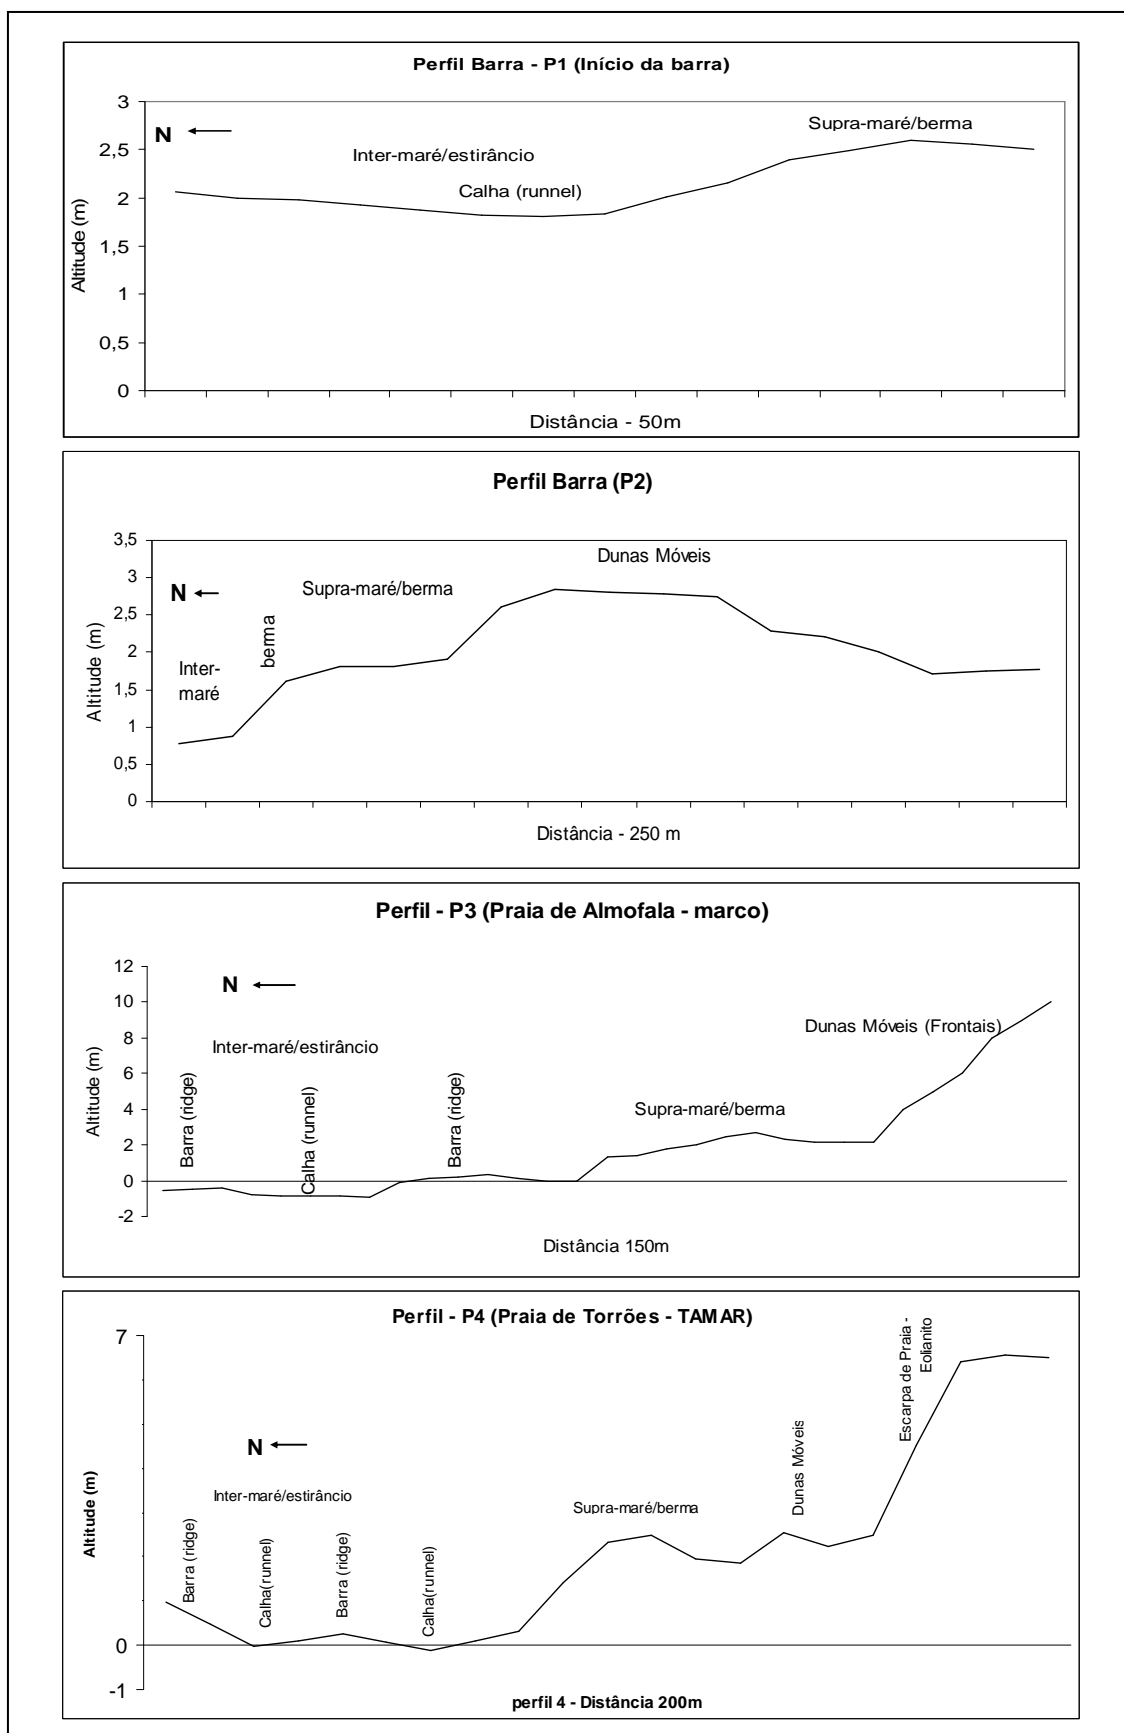 Perfil Barra - P1 (Início da barra)
3
2,5
2
1,5
1
0,5
0
Altitude (m)
N
Inter-maré/estirâncio
Calha (runnel)
Supra-maré/berma
Distância - 50m
Perfil Barra (P2)
3,5
3
2,5
2
1,5
1
0,5
0
Altitude (m)
N
Inter-
maré
berma
Supra-maré/berma
Dunas Móveis
Distância - 250 m
Perfil - P3 (Praia de Almofala - marco)
12
10
8
6
4
2
0
-2
Altitude (m)
N
Inter-maré/estirâncio
Barra (ridge)
Calha (runnel)
Barra (ridge)
Supra-maré/berma
Dunas Móveis (Frontais)
Distância 150m
Perfil - P4 (Praia de Torrões - TAMAR)
7
0
-1
Altitude (m)
N
Inter-maré/estirâncio
Barra (ridge)
Calha(runnel)
Barra (ridge)
Calha(runnel)
Supra-maré/berma
Dunas Móveis
Escarpa de Praia -
Eolianito
perfil 4 - Distância 200m